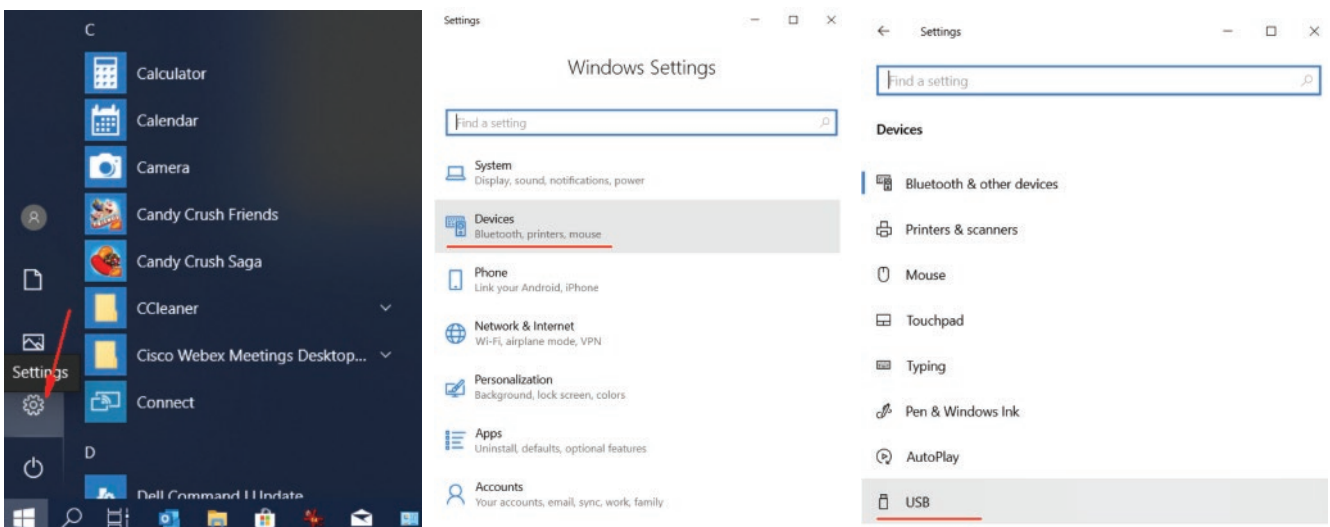 C
Calculator
Calendar
Camera
Candy Crush Friends
Candy Crush Saga
CCleaner
Cisco Webex Meetings Desktop...
Settings
Connect
D
Dell Command | Update
Settings
Windows Settings
Find a setting
System
Display, sound, notifications, power
Devices
Bluetooth, printers, mouse
Phone
Link your Android, iPhone
Network & Internet
Wi-Fi, airplane mode, VPN
Personalization
Background, lock screen, colors
Apps
Uninstall, defaults, optional features
Accounts
Your accounts, email, sync, work, family
Settings
Find a setting
Devices
Bluetooth & other devices
Printers & scanners
Mouse
Touchpad
Typing
Pen & Windows Ink
AutoPlay
USB